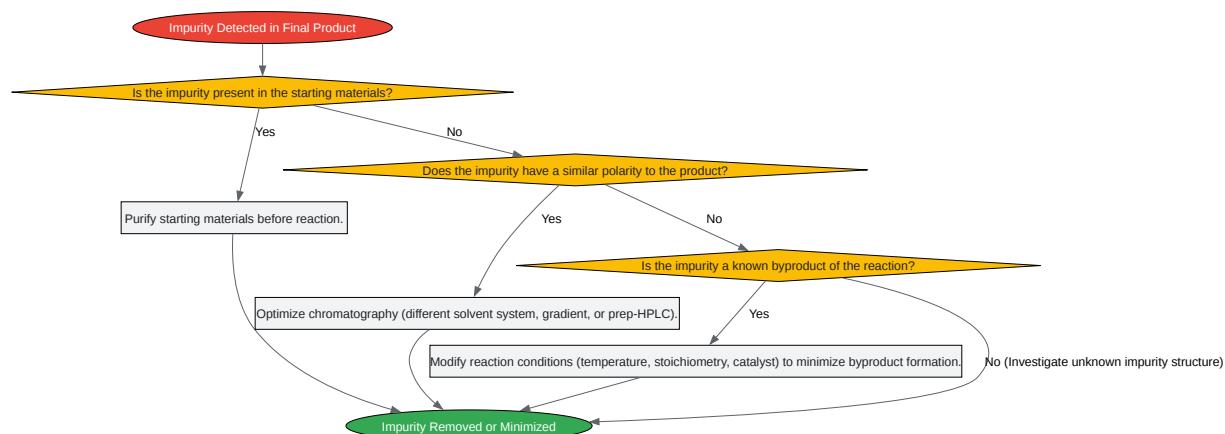 Impurity Detected in Final Product
Is the impurity present in the starting materials?
Yes
No
Does the impurity have a similar polarity to the product?
Purify starting materials before reaction.
Yes
No
Is the impurity a known byproduct of the reaction?
Optimize chromatography (different solvent system, gradient, or prep-HPLC).
Yes
Modify reaction conditions (temperature, stoichiometry, catalyst) to minimize byproduct formation.
No (Investigate unknown impurity structure)
Impurity Removed or Minimized